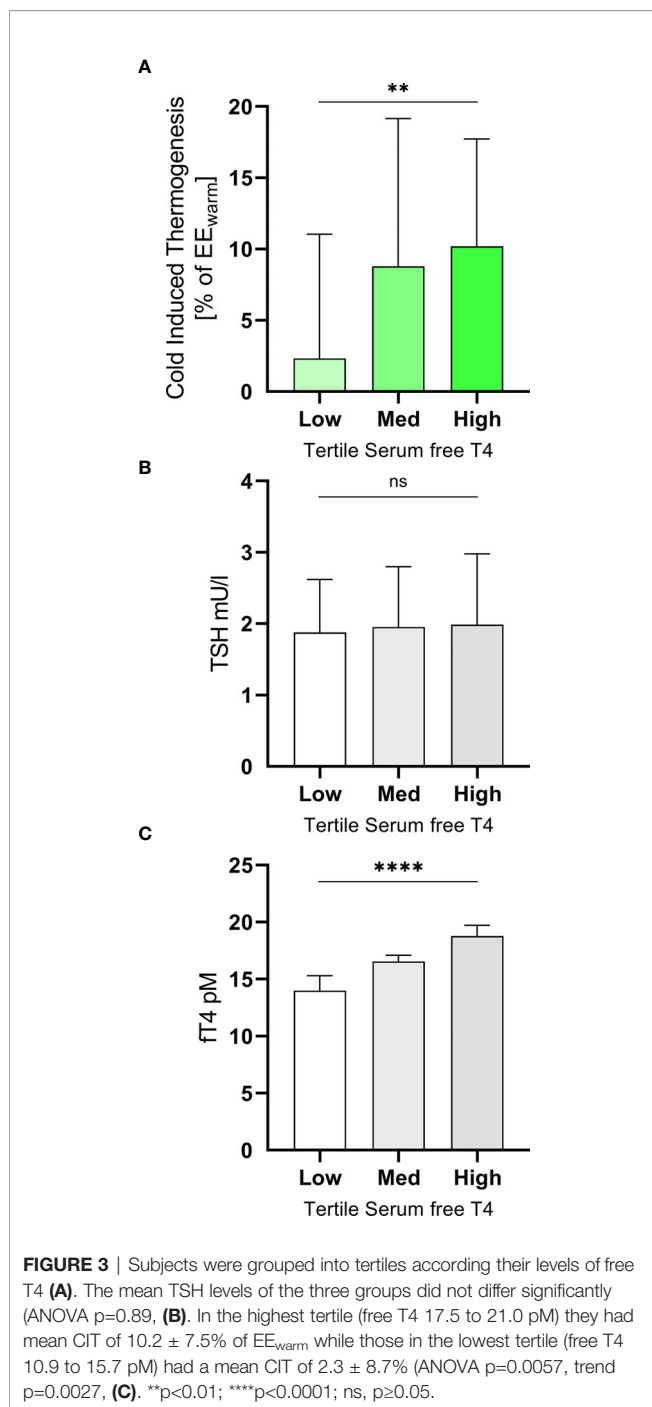 A
**
20
15
10
5
0
Cold Induced Thermogenesis
[% of EEwarm]
Low Med High
Tertile Serum free T4
B
ns
4
3
2
1
0
TSH mU/l
Low Med High
Tertile Serum free T4
C
****
25
20
15
10
5
0
fT4 pM
Low Med High
Tertile Serum free T4
FIGURE 3 | Subjects were grouped into tertiles according their levels of free
T4 (A). The mean TSH levels of the three groups did not differ significantly
(ANOVA p=0.89, (B). In the highest tertile (free T4 17.5 to 21.0 pM) they had
mean CIT of 10.2 ± 7.5% of EEwarm while those in the lowest tertile (free T4
10.9 to 15.7 pM) had a mean CIT of 2.3 ± 8.7% (ANOVA p=0.0057, trend
p=0.0027, (C). **p<0.01; ****p<0.0001; ns, p≥0.05.